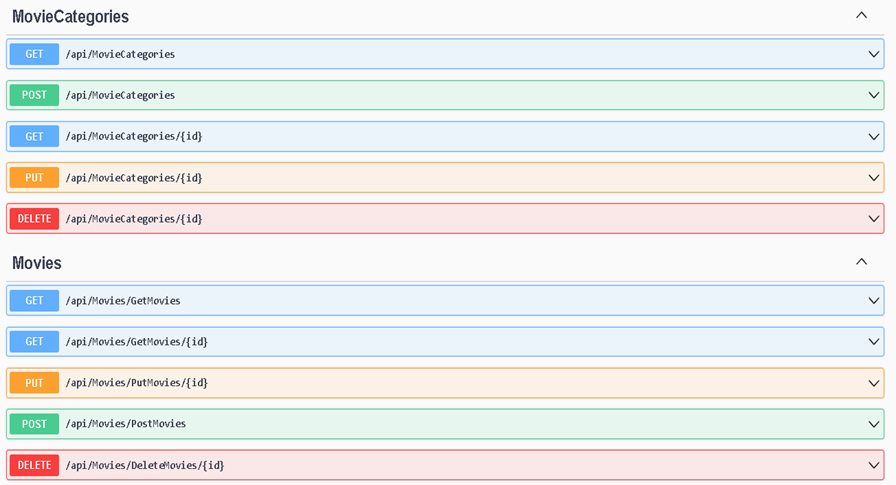 MovieCategories
GET /api/MovieCategories
POST /api/MovieCategories
GET /api/MovieCategories/{id}
PUT /api/MovieCategories/{id}
DELETE /api/MovieCategories/{id}
Movies
GET /api/Movies/GetMovies
GET /api/Movies/GetMovies/{id}
PUT /api/Movies/PutMovies/{id}
POST /api/Movies/PostMovies
DELETE /api/Movies/DeleteMovies/{id}